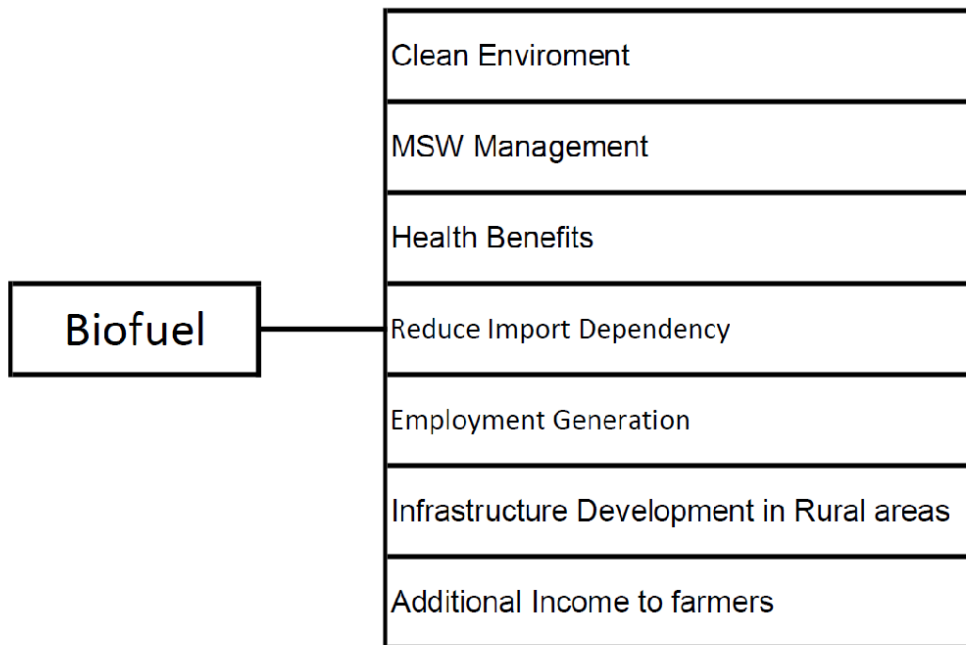 Clean Enviroment
MSW Management
Health Benefits
Biofuel
Reduce Import Dependency
Employment Generation
Infrastructure Development in Rural areas
Additional Income to farmers